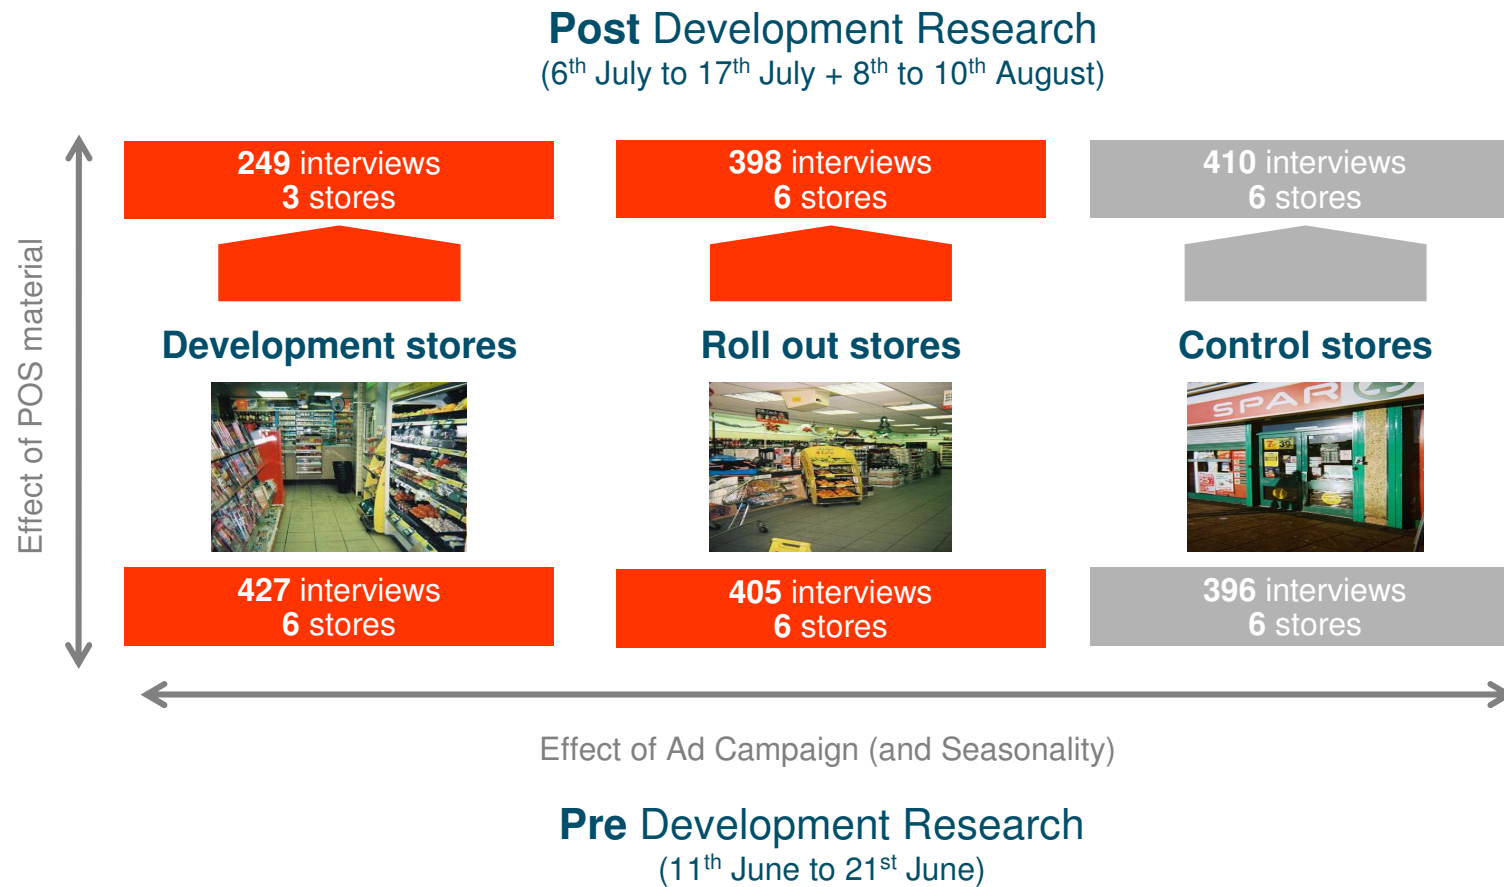 Post Development Research
(6th July to 17th July + 8th to 10th August)
249 interviews
3 stores
398 interviews
6 stores
410 interviews
6 stores
Effect of POS material
Development stores
Roll out stores
Control stores
SPAR
427 interviews
6 stores
405 interviews
6 stores
396 interviews
6 stores
Effect of Ad Campaign (and Seasonality)
Pre Development Research
(11th June to 21st June)